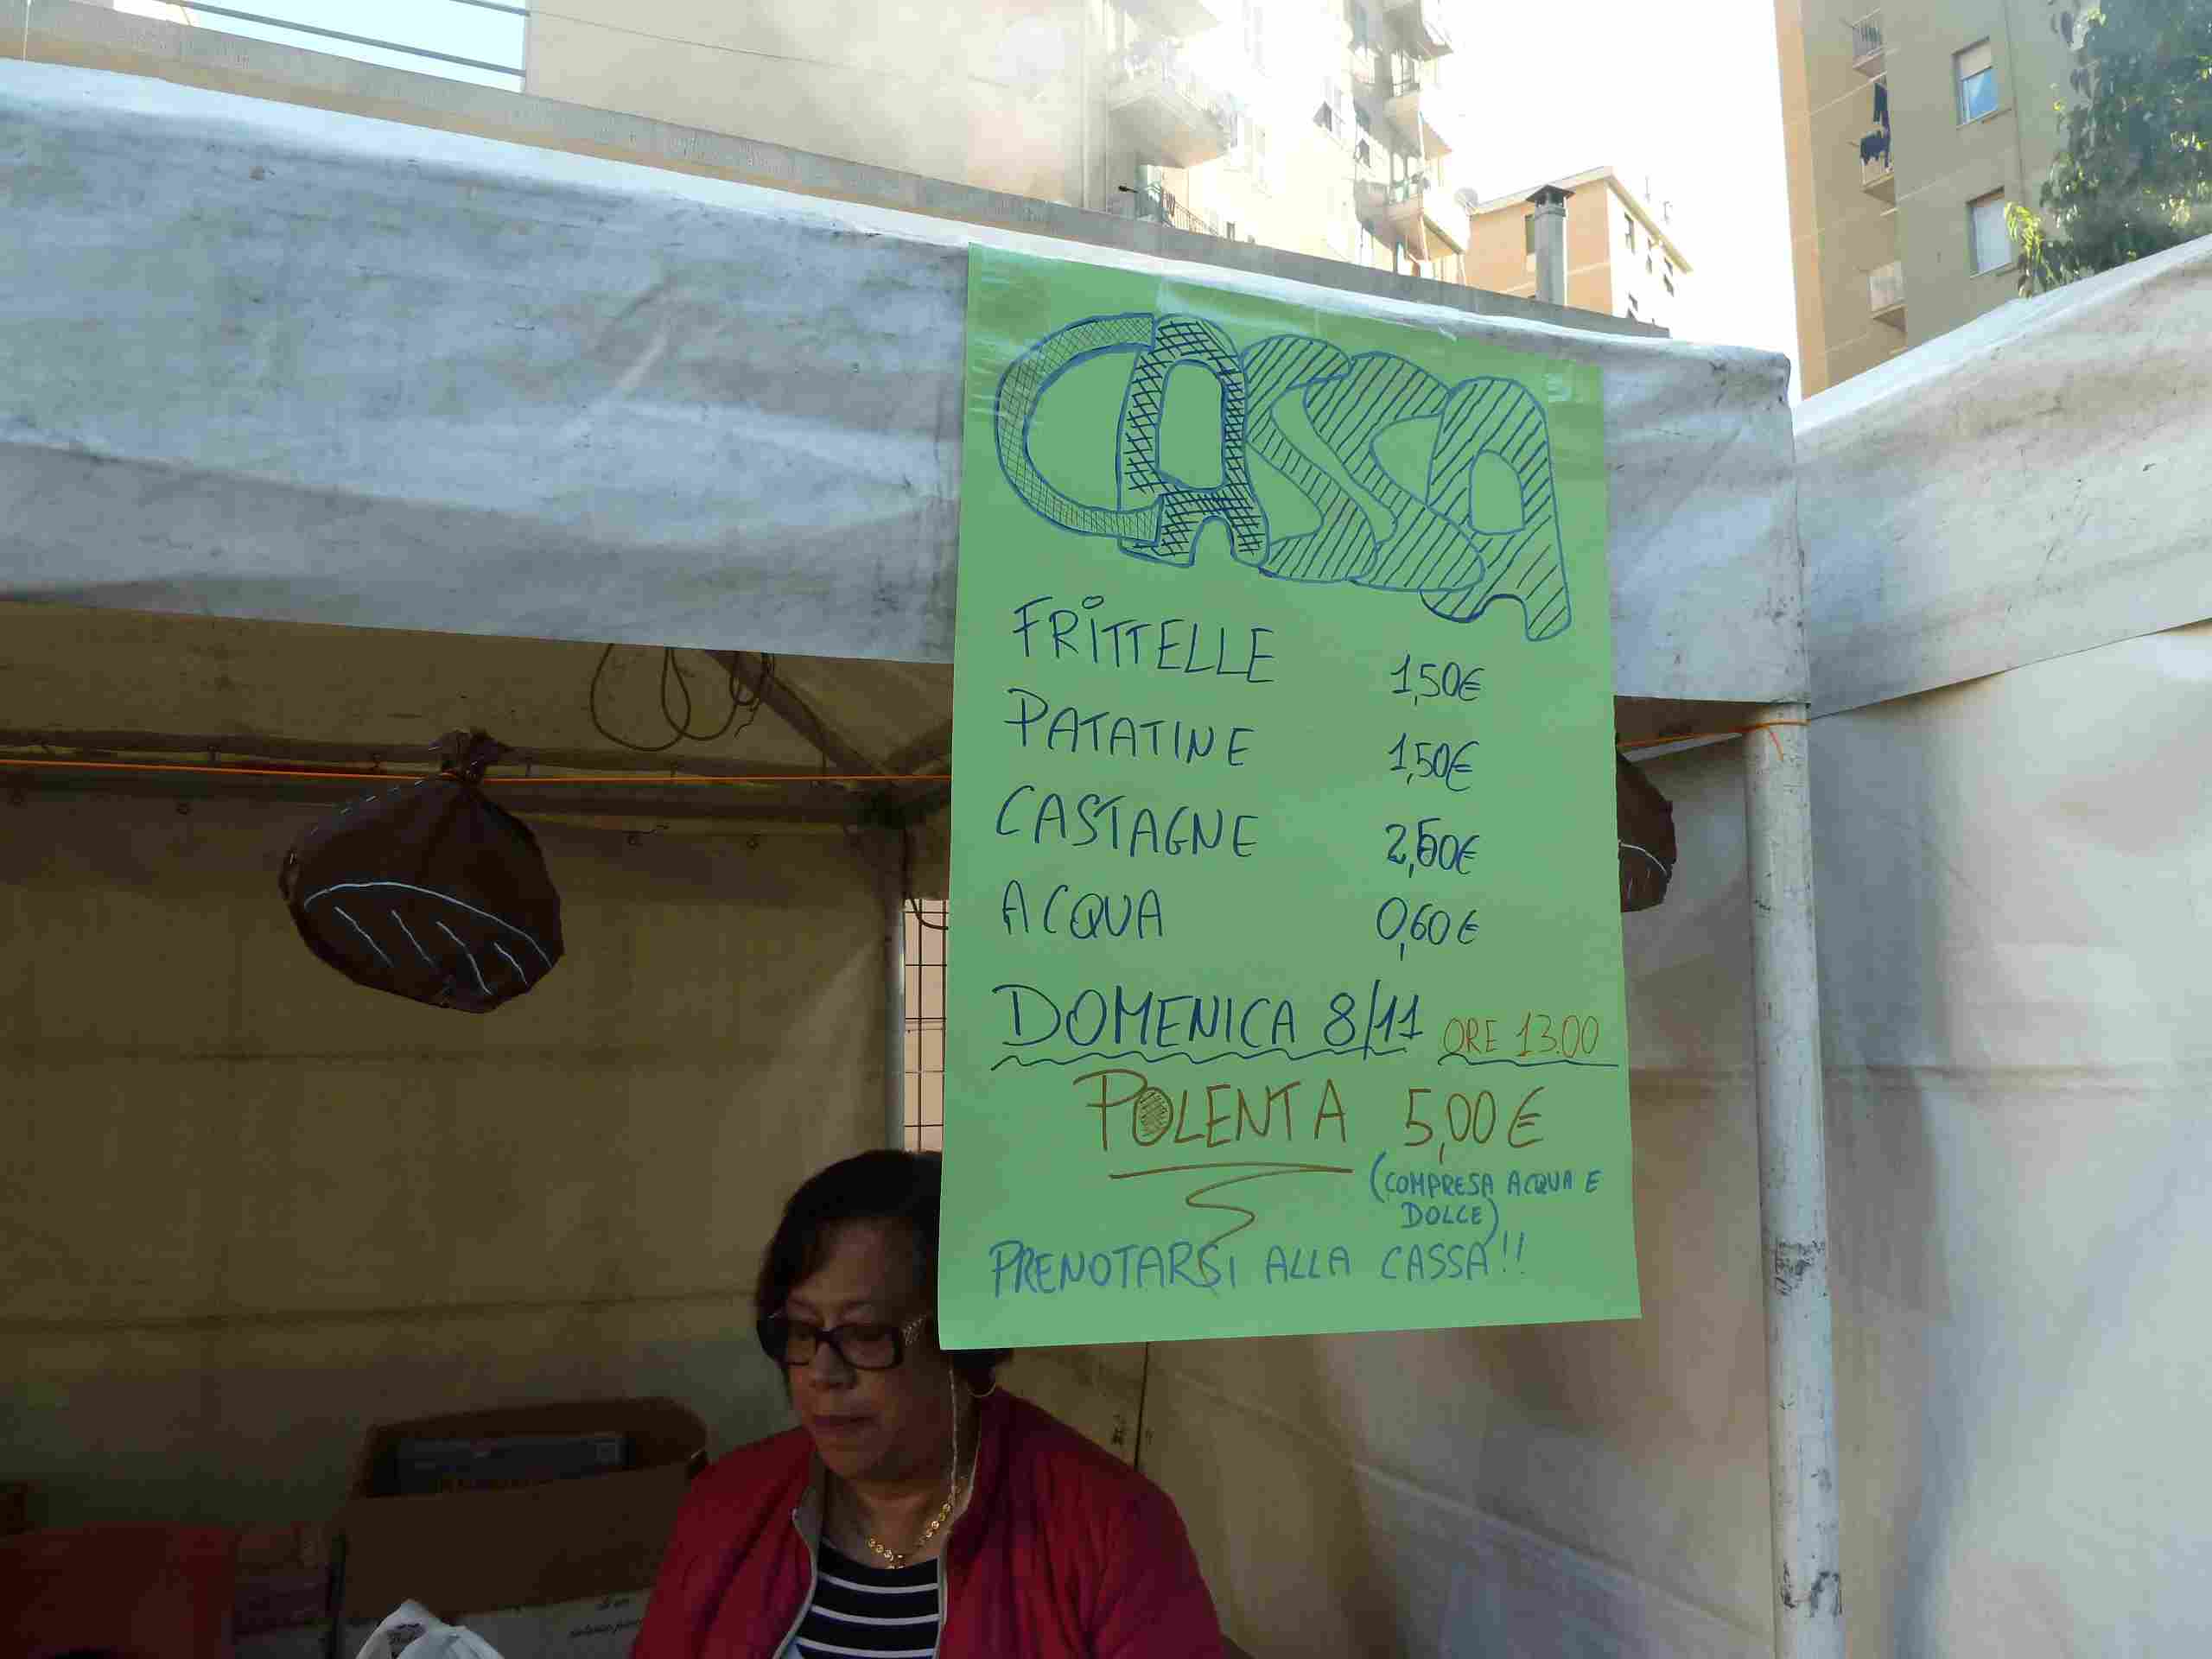 CASSA
FRITTELLE 1,50€
PATATINE 1,50€
CASTAGNE 2,50€
ACQUA 0,60€
DOMENICA 8/11 ORE 13.00
POLENTA 5,00€
(COMPRESA ACQUA E
DOLCE)
PRENOTARSI ALLA CASSA!!